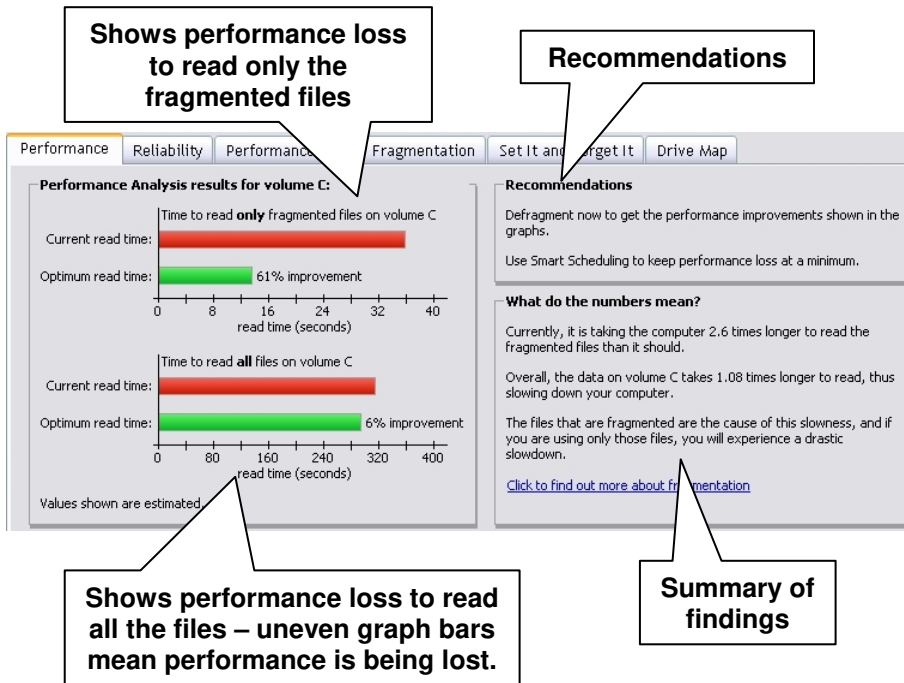 Shows performance loss
to read only the
fragmented files
Recommendations
Performance Reliability Performance Fragmentation Set It and Forget It Drive Map
Performance Analysis results for volume C:
Time to read only fragmented files on volume C
Current read time:
Optimum read time: 61% improvement
0 8 16 24 32 40
read time (seconds)
Time to read all files on volume C
Current read time:
Optimum read time: 6% improvement
0 80 160 240 320 400
read time (seconds)
Values shown are estimated.
Recommendations
Defragment now to get the performance improvements shown in the
graphs.
Use Smart Scheduling to keep performance loss at a minimum.
What do the numbers mean?
Currently, it is taking the computer 2.6 times longer to read the
fragmented files than it should.
Overall, the data on volume C takes 1.08 times longer to read, thus
slowing down your computer.
The files that are fragmented are the cause of this slowness, and if
you are using only those files, you will experience a drastic
slowdown.
Click to find out more about fragmentation
Shows performance loss to read
all the files – uneven graph bars
mean performance is being lost.
Summary of
findings